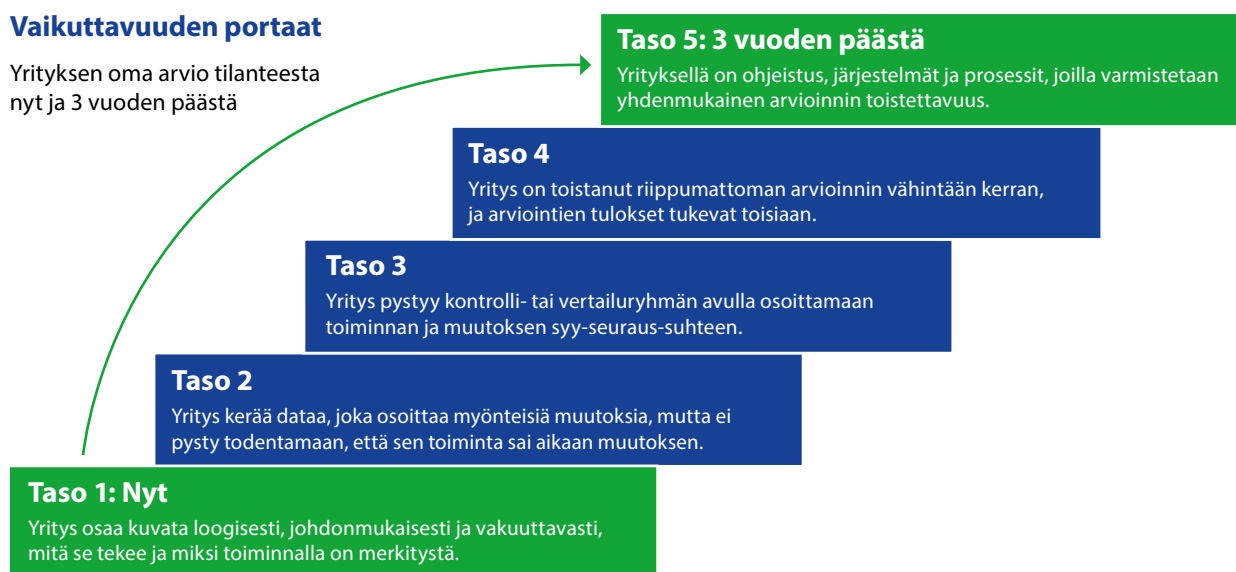 Vaikuttavuuden portaat
Yrityksen oma arvio tilanteesta
nyt ja 3 vuoden päästä
Taso 5: 3 vuoden päästä
Yrityksellä on ohjeistus, järjestelmät ja prosessit, joilla varmistetaan
yhdenmukainen arvioinnin toistettavuus.
Taso 4
Yritys on toistanut riippumattoman arvioinnin vähintään kerran,
ja arviointien tulokset tukevat toisiaan.
Taso 3
Yritys pystyy kontrolli- tai vertailuryhmän avulla osoittamaan
toiminnan ja muutoksen syy-seuraus-suhteen.
Taso 2
Yritys kerää dataa, joka osoittaa myönteisiä muutoksia, mutta ei
pysty todentamaan, että sen toiminta sai aikaan muutoksen.
Taso 1: Nyt
Yritys osaa kuvata loogisesti, johdonmukaisesti ja vakuuttavasti,
mitä se tekee ja miksi toiminnalla on merkitystä.